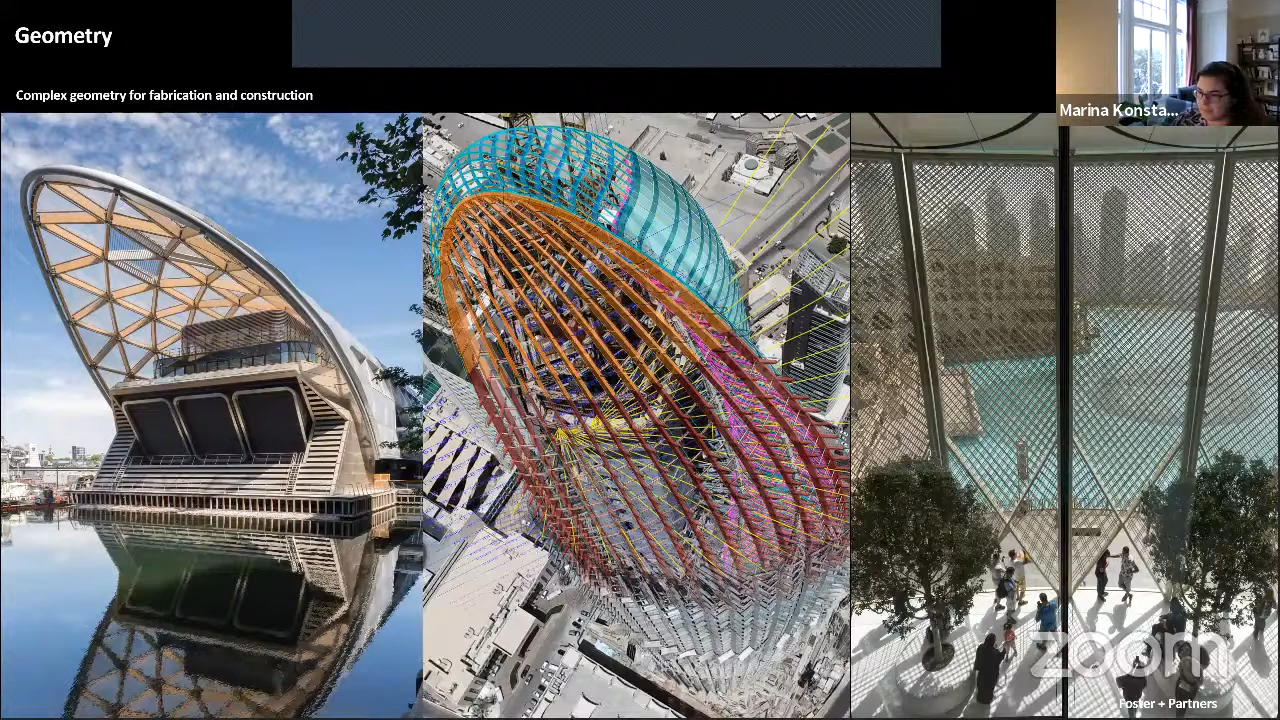 Geometry
Complex geometry for fabrication and construction
Marina Konsta...
zoom
Foster + Partners